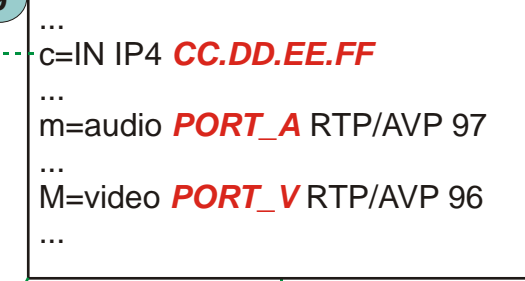 ...
c=IN IP4 CC.DD.EE.FF
...
m=audio PORT_A RTP/AVP 97
...
M=video PORT_V RTP/AVP 96
...